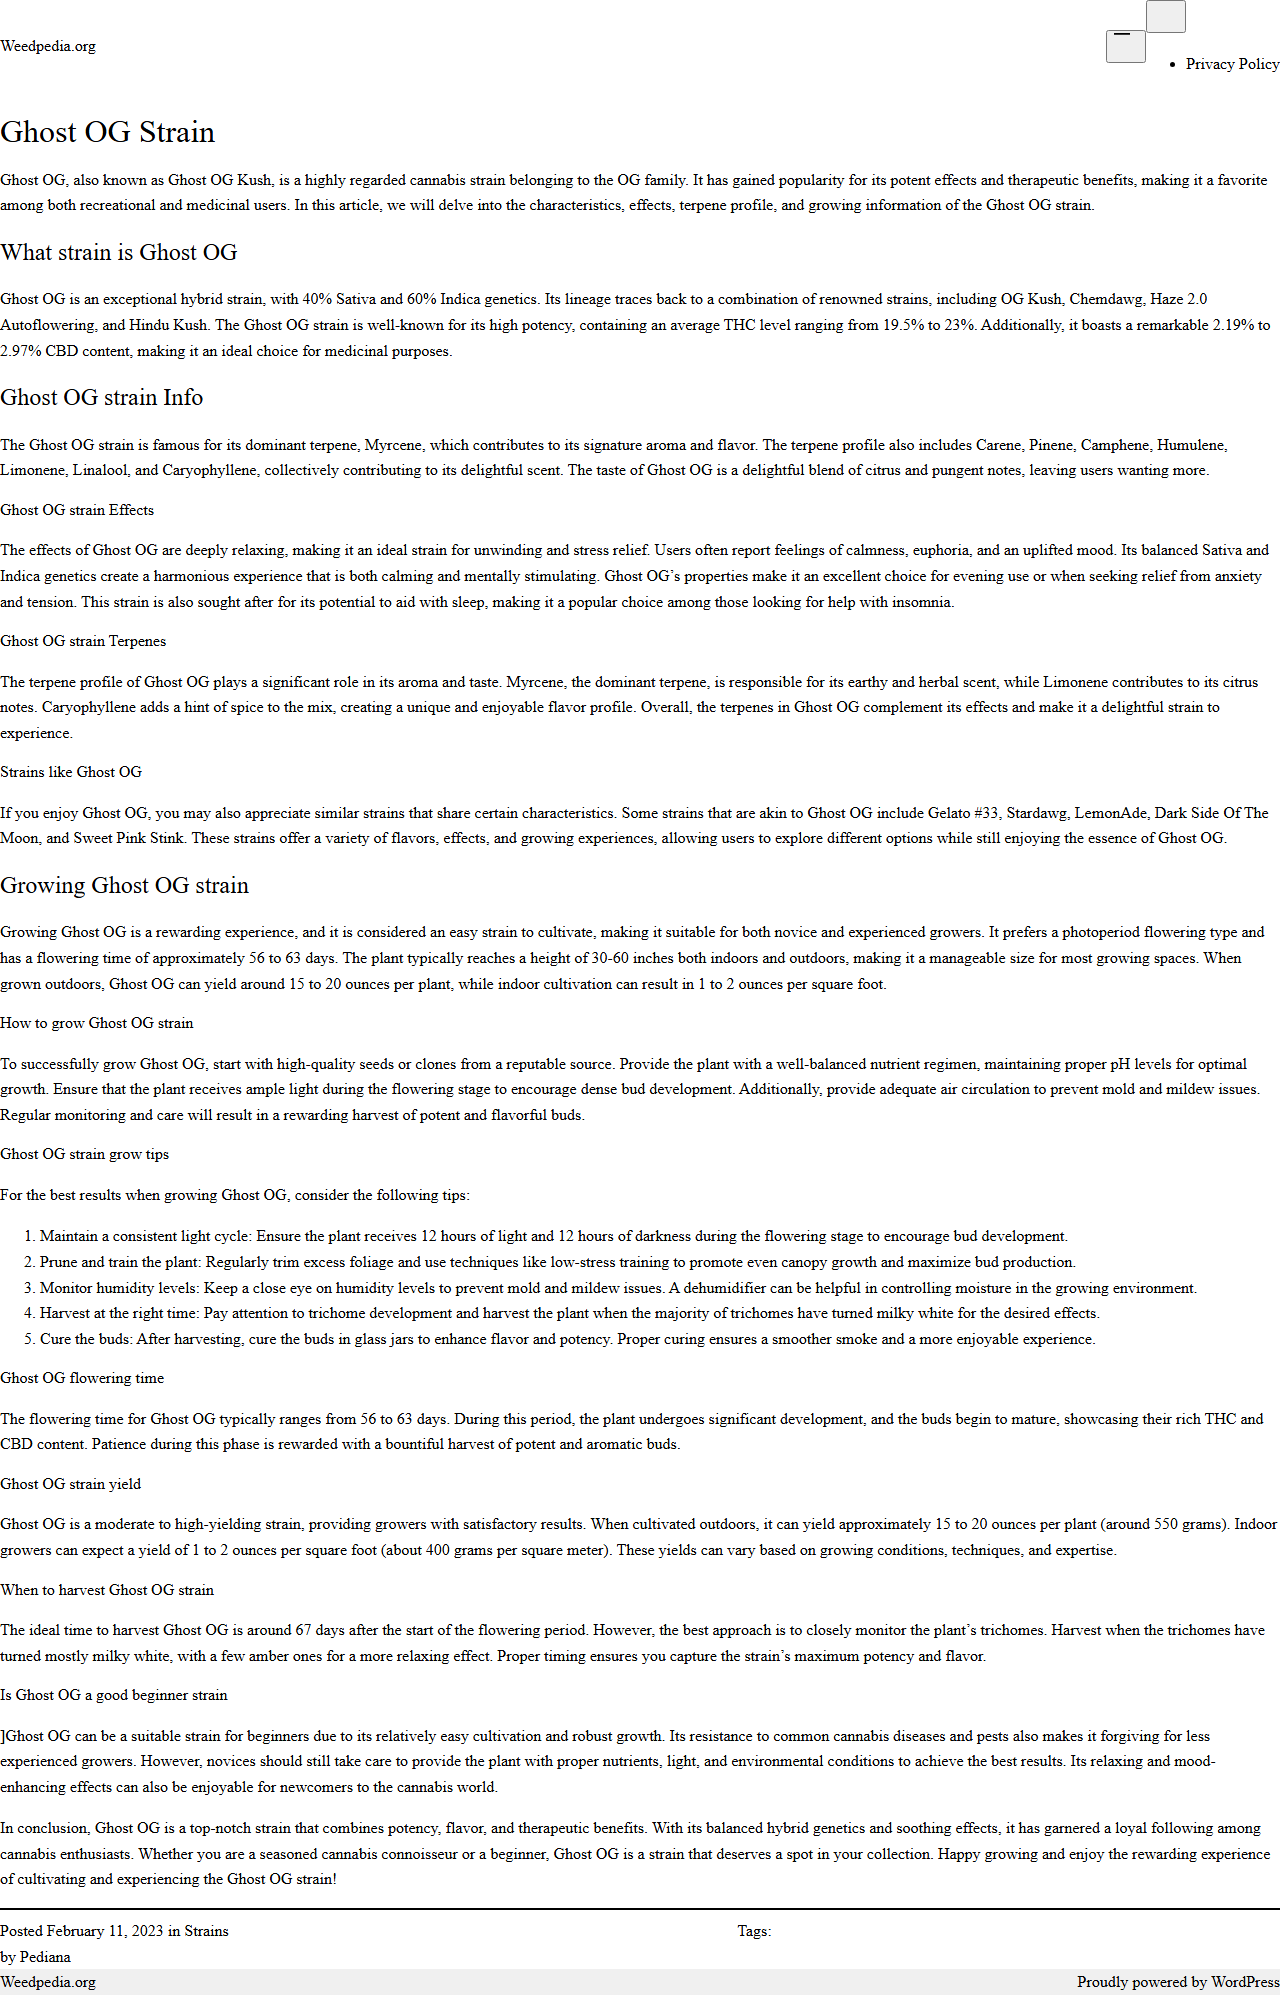 Weedpedia.org
Privacy Policy
Ghost OG Strain
Ghost OG, also known as Ghost OG Kush, is a highly regarded cannabis strain belonging to the OG family. It has gained popularity for its potent effects and therapeutic benefits, making it a favorite
among both recreational and medicinal users. In this article, we will delve into the characteristics, effects, terpene profile, and growing information of the Ghost OG strain.
What strain is Ghost OG
Ghost OG is an exceptional hybrid strain, with 40% Sativa and 60% Indica genetics. Its lineage traces back to a combination of renowned strains, including OG Kush, Chemdawg, Haze 2.0
Autoflowering, and Hindu Kush. The Ghost OG strain is well-known for its high potency, containing an average THC level ranging from 19.5% to 23%. Additionally, it boasts a remarkable 2.19% to
2.97% CBD content, making it an ideal choice for medicinal purposes.
Ghost OG strain Info
The Ghost OG strain is famous for its dominant terpene, Myrcene, which contributes to its signature aroma and flavor. The terpene profile also includes Carene, Pinene, Camphene, Humulene,
Limonene, Linalool, and Caryophyllene, collectively contributing to its delightful scent. The taste of Ghost OG is a delightful blend of citrus and pungent notes, leaving users wanting more.
Ghost OG strain Effects
The effects of Ghost OG are deeply relaxing, making it an ideal strain for unwinding and stress relief. Users often report feelings of calmness, euphoria, and an uplifted mood. Its balanced Sativa and
Indica genetics create a harmonious experience that is both calming and mentally stimulating. Ghost OG’s properties make it an excellent choice for evening use or when seeking relief from anxiety
and tension. This strain is also sought after for its potential to aid with sleep, making it a popular choice among those looking for help with insomnia.
Ghost OG strain Terpenes
The terpene profile of Ghost OG plays a significant role in its aroma and taste. Myrcene, the dominant terpene, is responsible for its earthy and herbal scent, while Limonene contributes to its citrus
notes. Caryophyllene adds a hint of spice to the mix, creating a unique and enjoyable flavor profile. Overall, the terpenes in Ghost OG complement its effects and make it a delightful strain to
experience.
Strains like Ghost OG
If you enjoy Ghost OG, you may also appreciate similar strains that share certain characteristics. Some strains that are akin to Ghost OG include Gelato #33, Stardawg, LemonAde, Dark Side Of The
Moon, and Sweet Pink Stink. These strains offer a variety of flavors, effects, and growing experiences, allowing users to explore different options while still enjoying the essence of Ghost OG.
Growing Ghost OG strain
Growing Ghost OG is a rewarding experience, and it is considered an easy strain to cultivate, making it suitable for both novice and experienced growers. It prefers a photoperiod flowering type and
has a flowering time of approximately 56 to 63 days. The plant typically reaches a height of 30-60 inches both indoors and outdoors, making it a manageable size for most growing spaces. When
grown outdoors, Ghost OG can yield around 15 to 20 ounces per plant, while indoor cultivation can result in 1 to 2 ounces per square foot.
How to grow Ghost OG strain
To successfully grow Ghost OG, start with high-quality seeds or clones from a reputable source. Provide the plant with a well-balanced nutrient regimen, maintaining proper pH levels for optimal
growth. Ensure that the plant receives ample light during the flowering stage to encourage dense bud development. Additionally, provide adequate air circulation to prevent mold and mildew issues.
Regular monitoring and care will result in a rewarding harvest of potent and flavorful buds.
Ghost OG strain grow tips
For the best results when growing Ghost OG, consider the following tips:
1. Maintain a consistent light cycle: Ensure the plant receives 12 hours of light and 12 hours of darkness during the flowering stage to encourage bud development.
2. Prune and train the plant: Regularly trim excess foliage and use techniques like low-stress training to promote even canopy growth and maximize bud production.
3. Monitor humidity levels: Keep a close eye on humidity levels to prevent mold and mildew issues. A dehumidifier can be helpful in controlling moisture in the growing environment.
4. Harvest at the right time: Pay attention to trichome development and harvest the plant when the majority of trichomes have turned milky white for the desired effects.
5. Cure the buds: After harvesting, cure the buds in glass jars to enhance flavor and potency. Proper curing ensures a smoother smoke and a more enjoyable experience.
Ghost OG flowering time
The flowering time for Ghost OG typically ranges from 56 to 63 days. During this period, the plant undergoes significant development, and the buds begin to mature, showcasing their rich THC and
CBD content. Patience during this phase is rewarded with a bountiful harvest of potent and aromatic buds.
Ghost OG strain yield
Ghost OG is a moderate to high-yielding strain, providing growers with satisfactory results. When cultivated outdoors, it can yield approximately 15 to 20 ounces per plant (around 550 grams). Indoor
growers can expect a yield of 1 to 2 ounces per square foot (about 400 grams per square meter). These yields can vary based on growing conditions, techniques, and expertise.
When to harvest Ghost OG strain
The ideal time to harvest Ghost OG is around 67 days after the start of the flowering period. However, the best approach is to closely monitor the plant’s trichomes. Harvest when the trichomes have
turned mostly milky white, with a few amber ones for a more relaxing effect. Proper timing ensures you capture the strain’s maximum potency and flavor.
Is Ghost OG a good beginner strain
]Ghost OG can be a suitable strain for beginners due to its relatively easy cultivation and robust growth. Its resistance to common cannabis diseases and pests also makes it forgiving for less
experienced growers. However, novices should still take care to provide the plant with proper nutrients, light, and environmental conditions to achieve the best results. Its relaxing and mood-
enhancing effects can also be enjoyable for newcomers to the cannabis world.
In conclusion, Ghost OG is a top-notch strain that combines potency, flavor, and therapeutic benefits. With its balanced hybrid genetics and soothing effects, it has garnered a loyal following among
cannabis enthusiasts. Whether you are a seasoned cannabis connoisseur or a beginner, Ghost OG is a strain that deserves a spot in your collection. Happy growing and enjoy the rewarding experience
of cultivating and experiencing the Ghost OG strain!
Posted February 11, 2023 in Strains
by Pediana
Tags:
Weedpedia.org
Proudly powered by WordPress